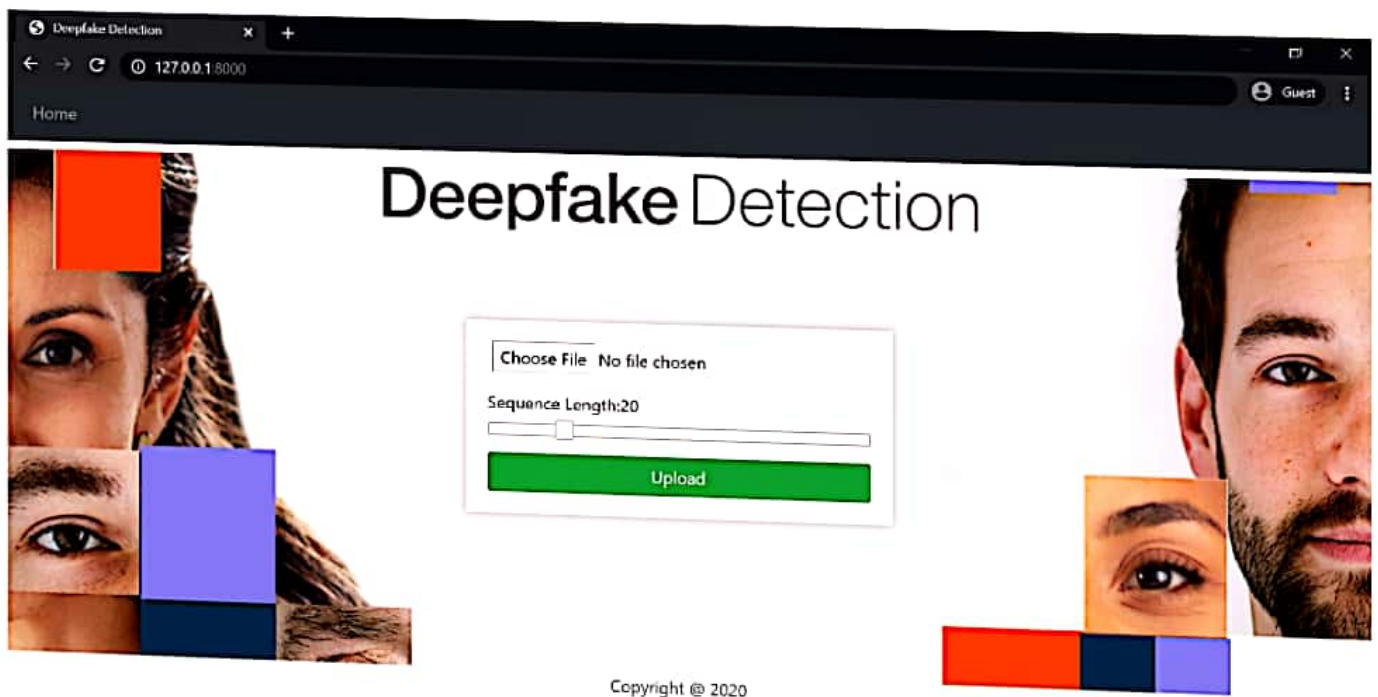 Deepfake Detection
127.0.0.1:8000
Guest
Home
Deepfake Detection
Choose File No file chosen
Sequence Length:20
Upload
Copyright @ 2020